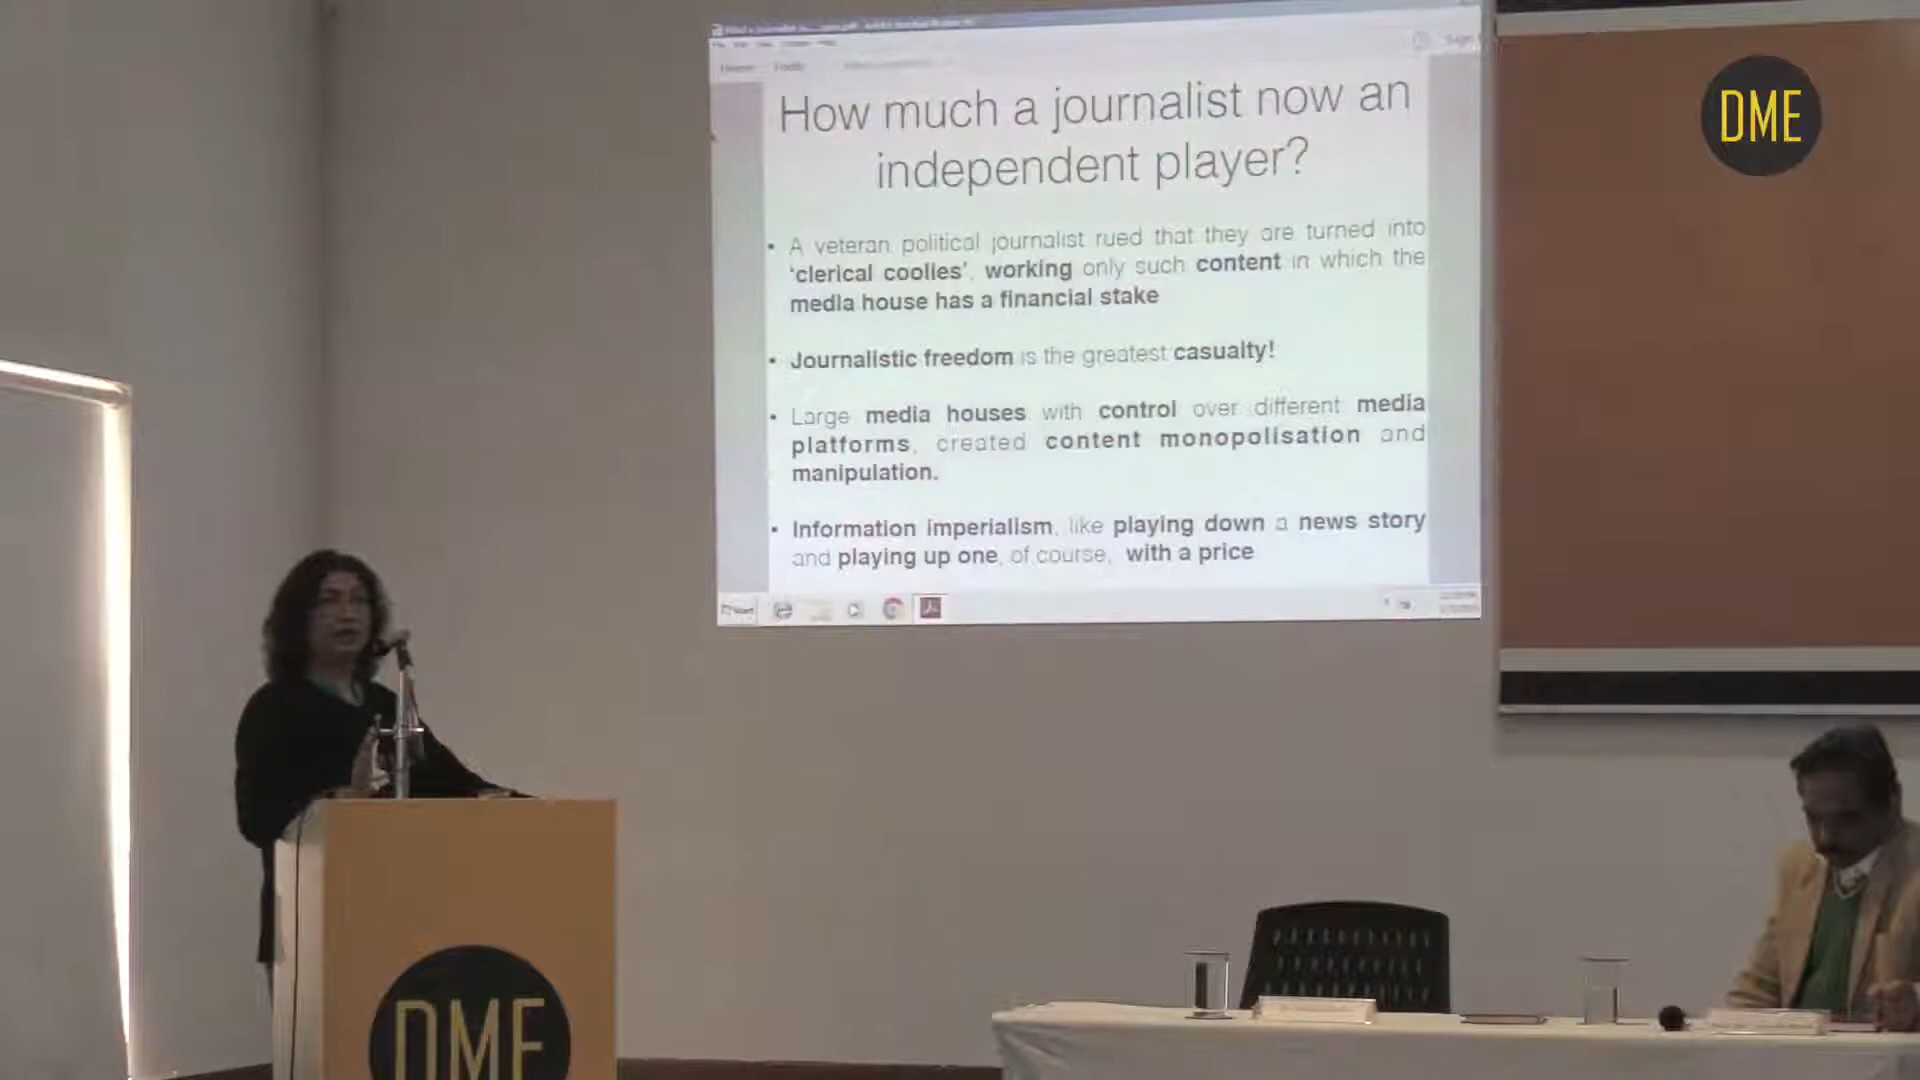 How much a journalist now an
independent player?
• A veteran political journalist rued that they are turned into
‘clerical coolies’, working only such content in which the
media house has a financial stake
• Journalistic freedom is the greatest casualty!
• Large media houses with control over different media
platforms, created content monopolisation and
manipulation.
• Information imperialism, like playing down a news story
and playing up one, of course, with a price
Start
DME
DME